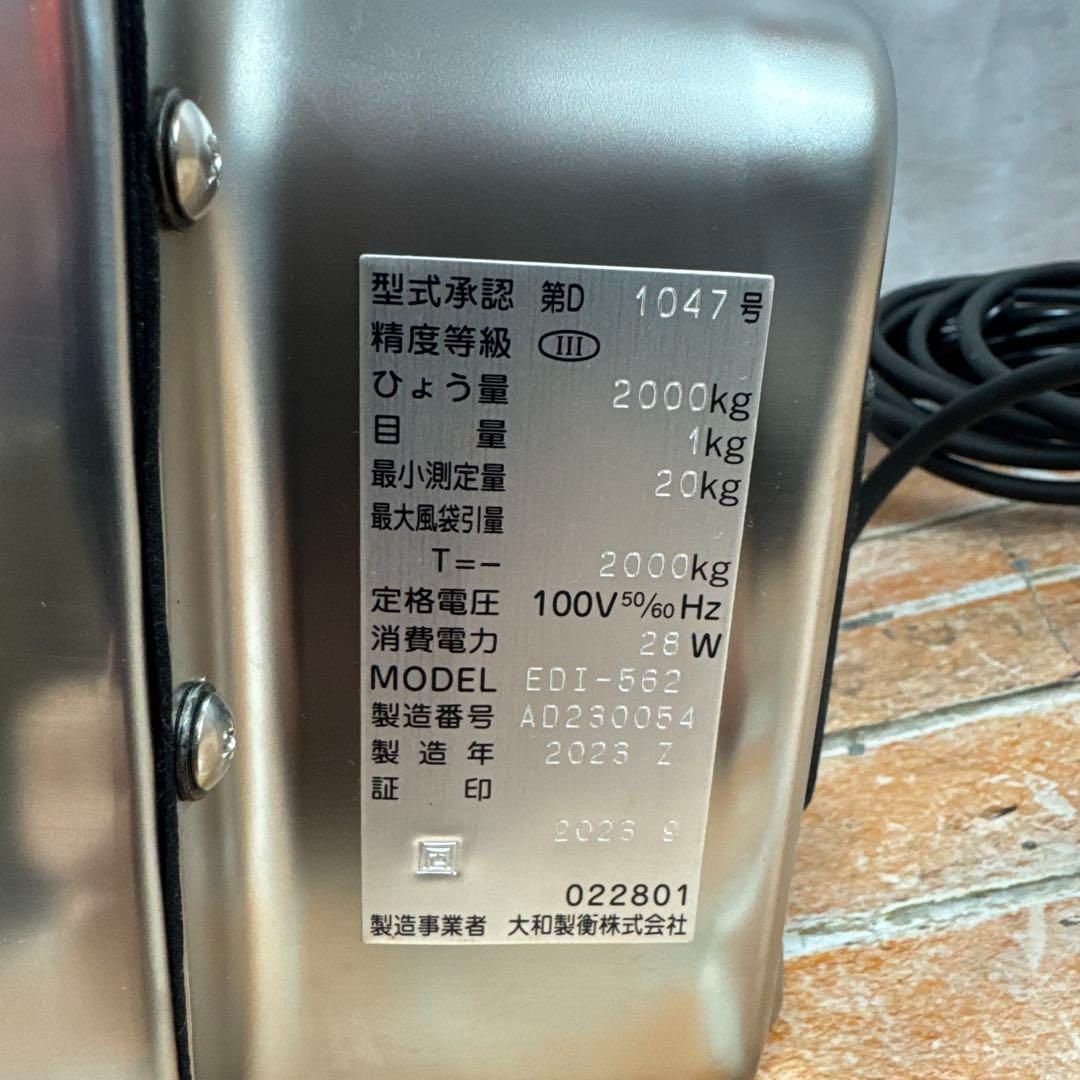 型式承認 第D 1047号
精度等級 III
ひょう量 2000kg
目量 1kg
最小測定量 20kg
最大風袋引量
T=− 2000kg
定格電圧 100V 50/60 Hz
消費電力 28 W
MODEL EDI-562
製造番号 AD230054
製造年 2023 Z
証印
2023 9
022801
製造事業者 大和製衡株式会社